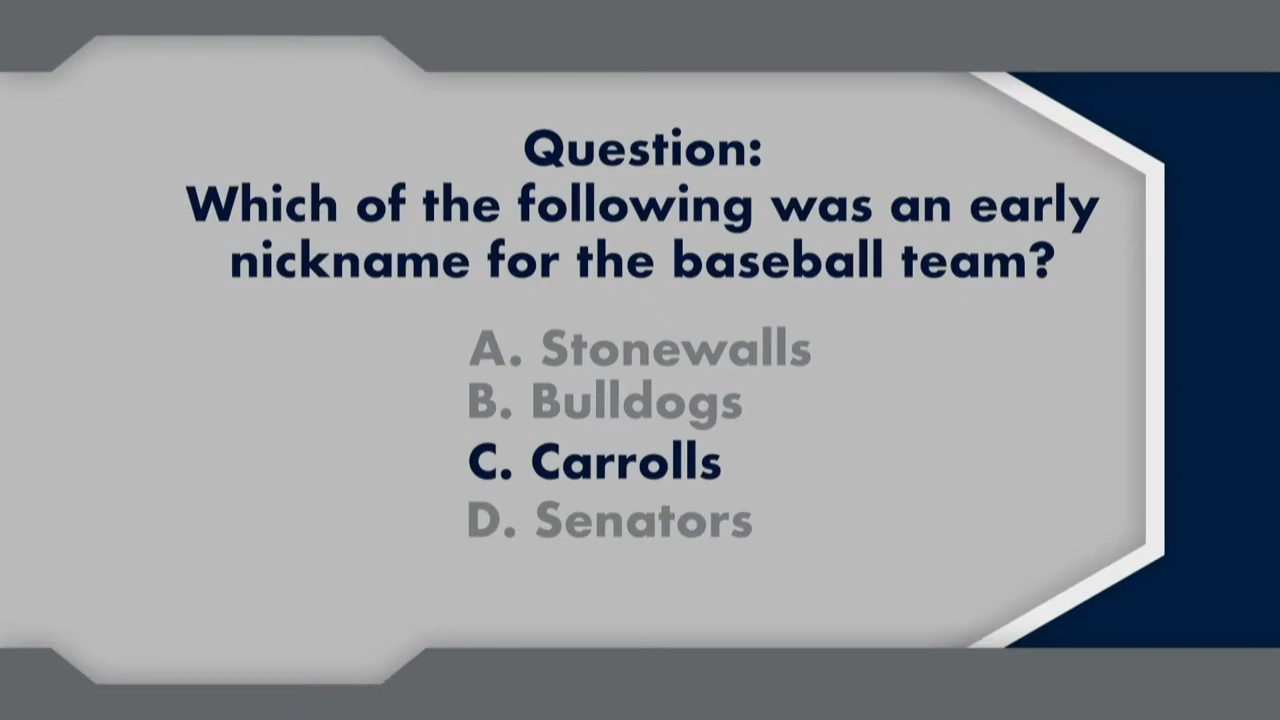 Question:
Which of the following was an early
nickname for the baseball team?
A. Stonewalls
B. Bulldogs
C. Carrolls
D. Senators